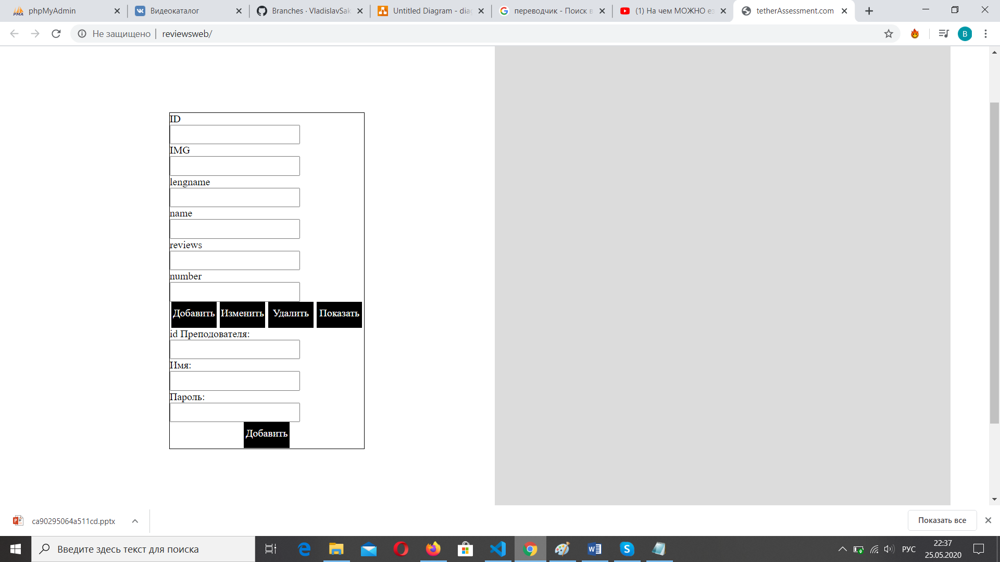 phpMyAdmin
Видеокаталог
Branches · VladislavSak
Untitled Diagram - diag
переводчик - Поиск в
(1) На чем МОЖНО ез
tetherAssessment.com
Не защищено
reviewsweb/
B
ID
IMG
lengname
name
reviews
number
Добавить Изменить Удалить Показать
id Преподователя:
Имя:
Пароль:
Добавить
ca90295064a511cd.pptx
Показать все
Введите здесь текст для поиска
РУС
22:37
25.05.2020